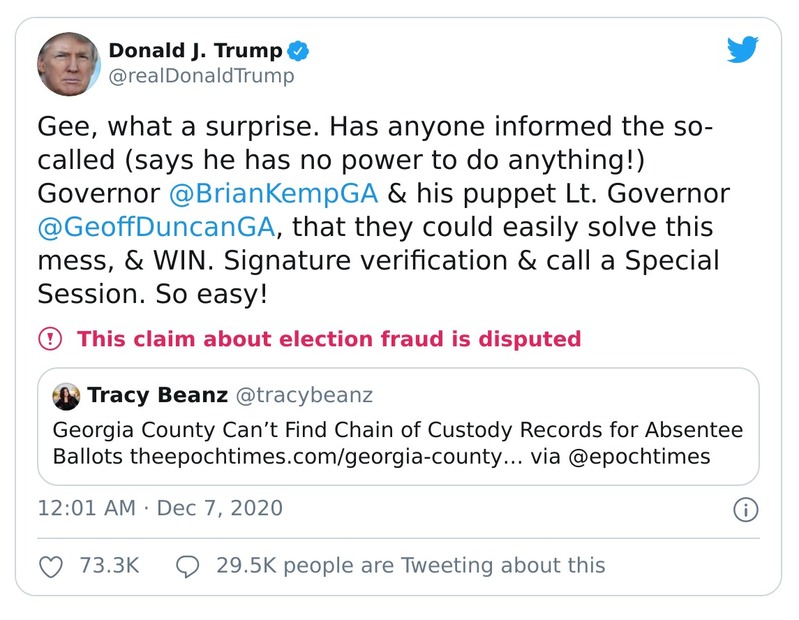 Donald J. Trump
@realDonaldTrump
Gee, what a surprise. Has anyone informed the so-
called (says he has no power to do anything!)
Governor @BrianKempGA & his puppet Lt. Governor
@GeoffDuncanGA, that they could easily solve this
mess, & WIN. Signature verification & call a Special
Session. So easy!
This claim about election fraud is disputed
Tracy Beanz @tracybeanz
Georgia County Can’t Find Chain of Custody Records for Absentee
Ballots theepochtimes.com/georgia-county… via @epochtimes
12:01 AM · Dec 7, 2020
73.3K 29.5K people are Tweeting about this